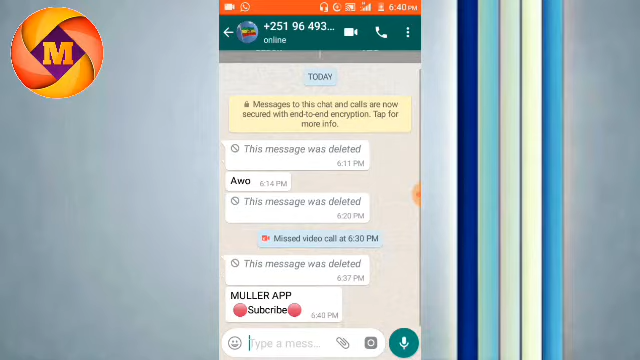 M
6:40 PM
+251 96 493...
online
TODAY
Messages to this chat and calls are now
secured with end-to-end encryption. Tap for
more info.
This message was deleted
6:11 PM
Awo
6:14 PM
This message was deleted
6:20 PM
Missed video call at 6:30 PM
This message was deleted
6:37 PM
MULLER APP
Subcribe
6:40 PM
Type a mess...